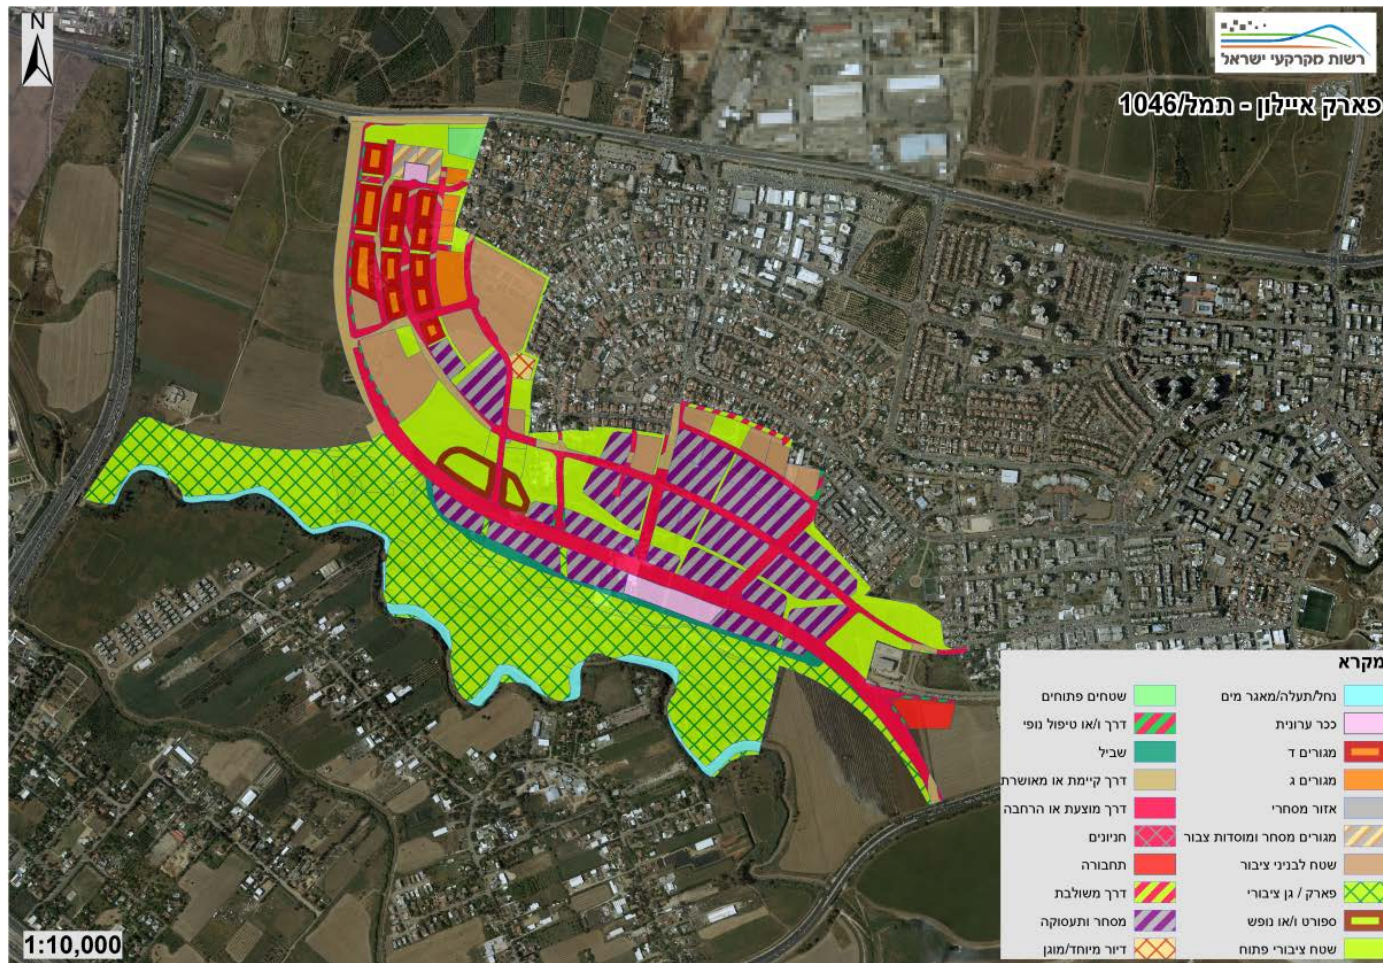 N
רשות מקרקעי ישראל
פארק איילון - תמל/1046
מקרא
נחל/תעלה/מאגר מים
ככר ערונית
מגורים ד
מגורים ג
אזור מסחרי
מגורים מסחר ומוסדות צבור
שטח לבניני ציבור
פארק / גן ציבורי
ספורט ו/או נופש
שטח ציבורי פתוח
שטחים פתוחים
דרך ו/או טיפול נופי
שביל
דרך קיימת או מאושרת
דרך מוצעת או הרחבה
חניונים
תחבורה
דרך משולבת
מסחר ותעסוקה
דיור מיוחד/מוגן
1:10,000